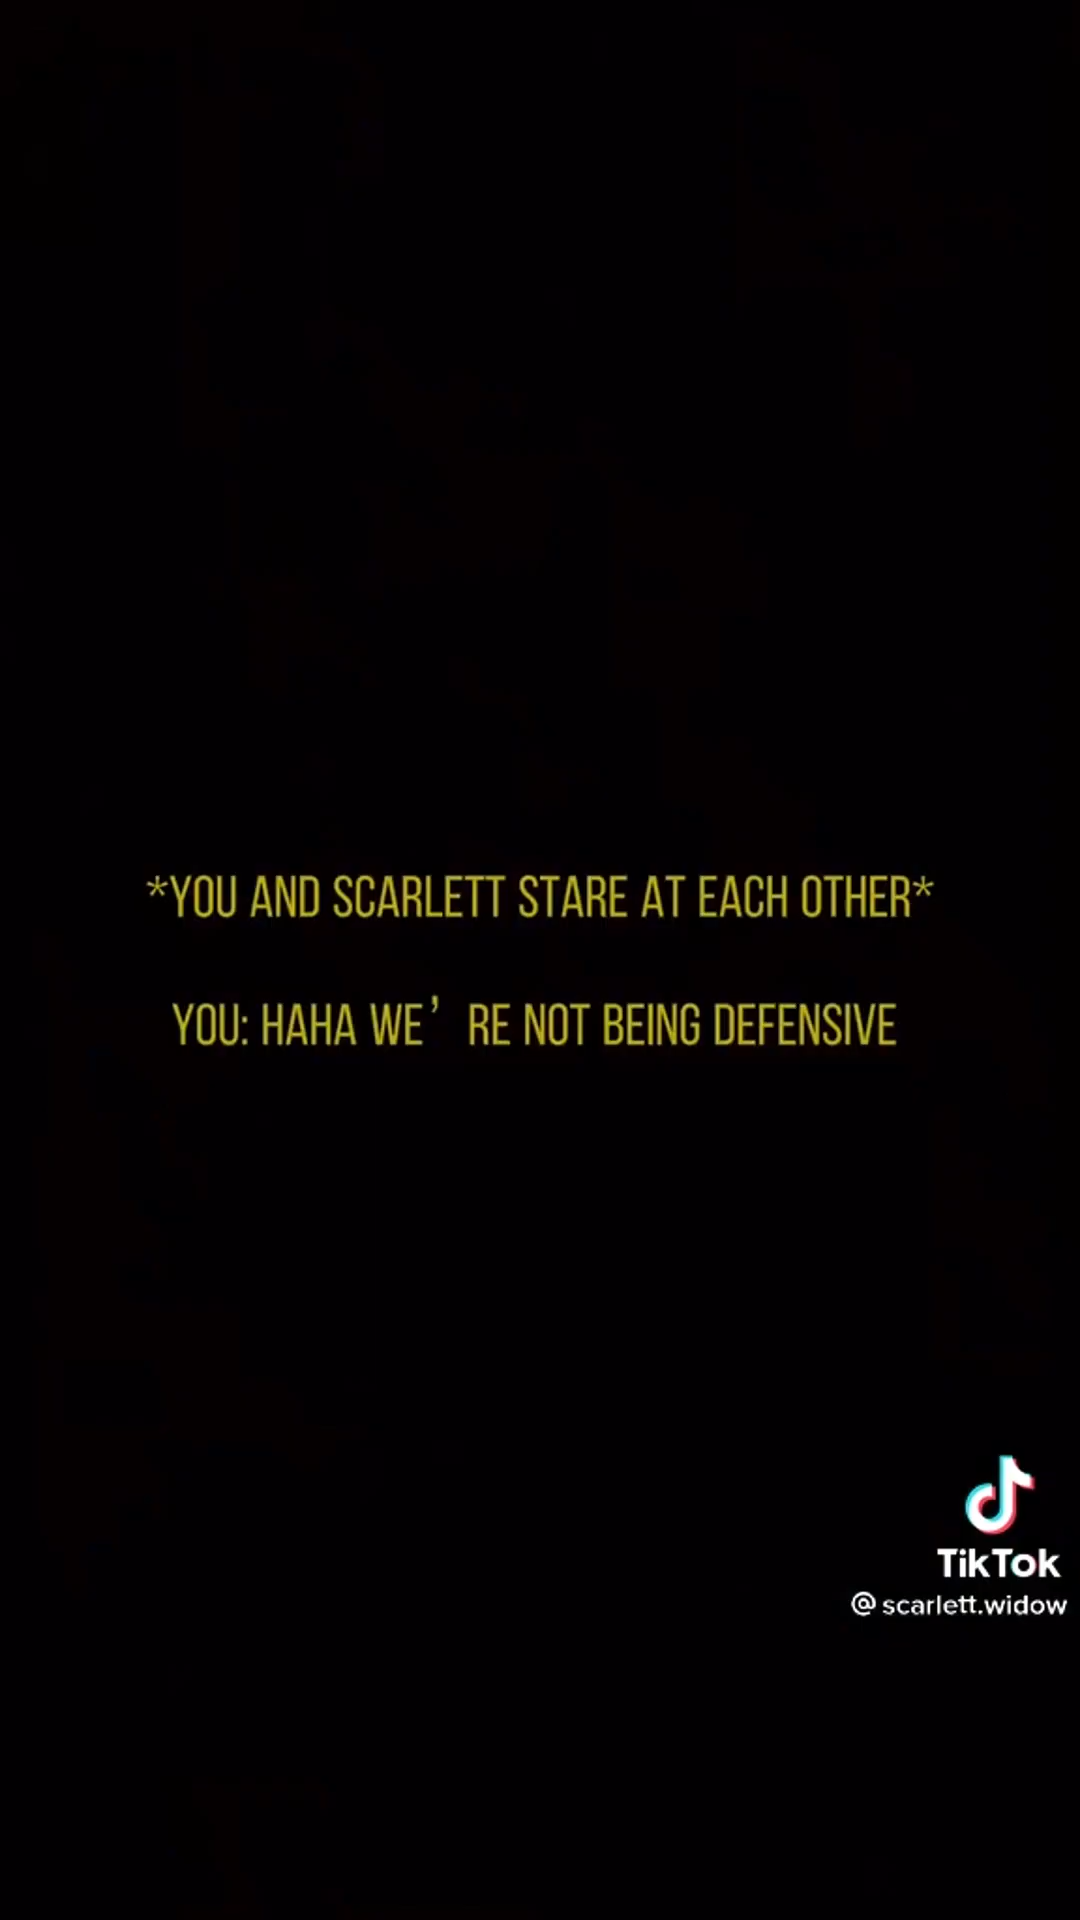 *YOU AND SCARLETT STARE AT EACH OTHER*
YOU: HAHA WE’ RE NOT BEING DEFENSIVE
TikTok
@scarlett.widow